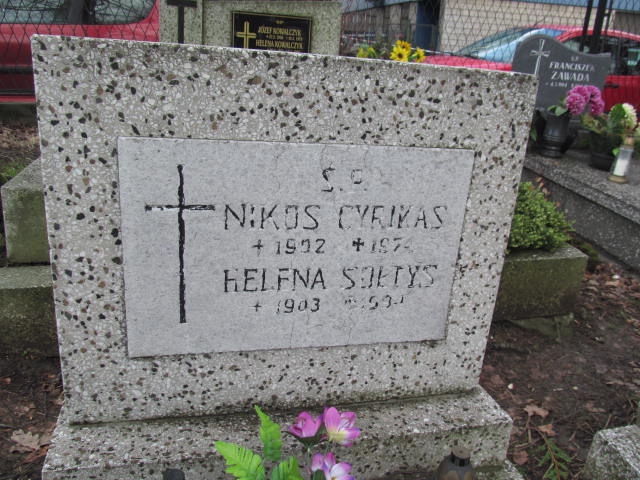 JÓZEF KOWALCZYK
HELENA KOWALCZYK
FRANCISZEK
ZAWADA
Ś.P.
NIKOS CYRIKAS
+ 1902 + 1974
HELENA SOŁTYS
+ 1903